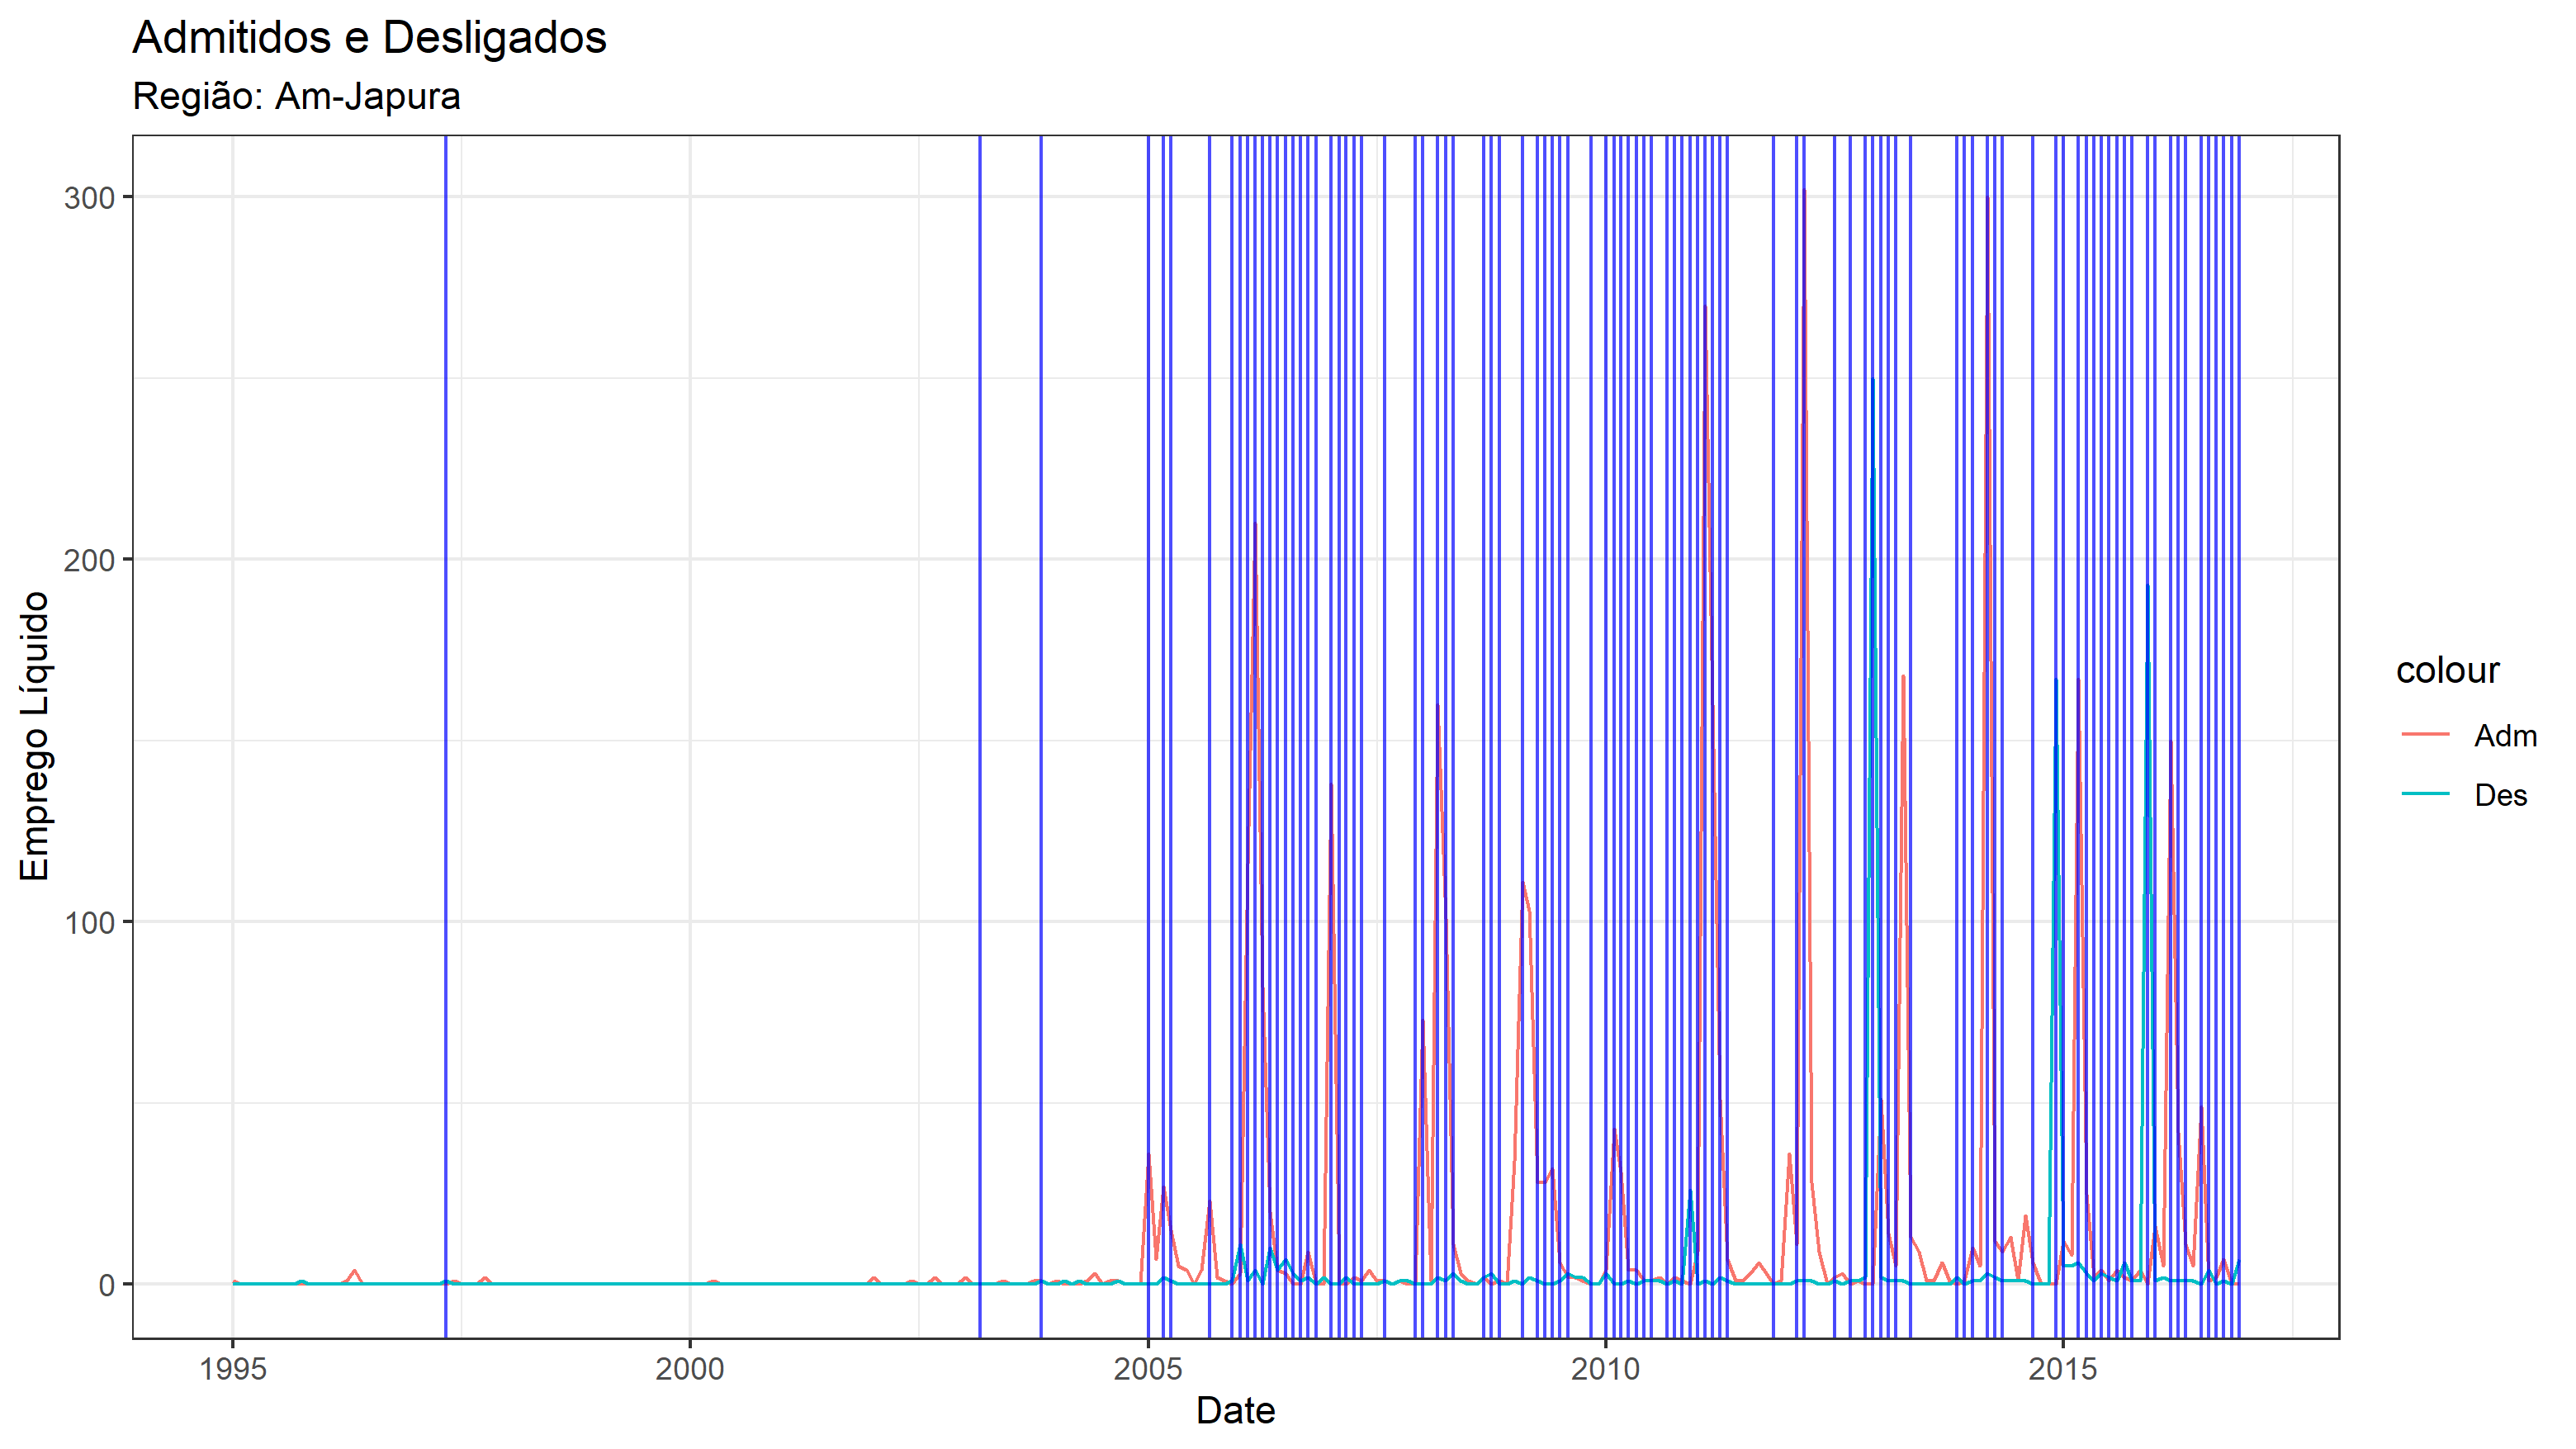 Admitidos e Desligados
Região: Am-Japura
300
200
100
0
Emprego Líquido
1995
2000
2005
2010
2015
Date
colour
Adm
Des